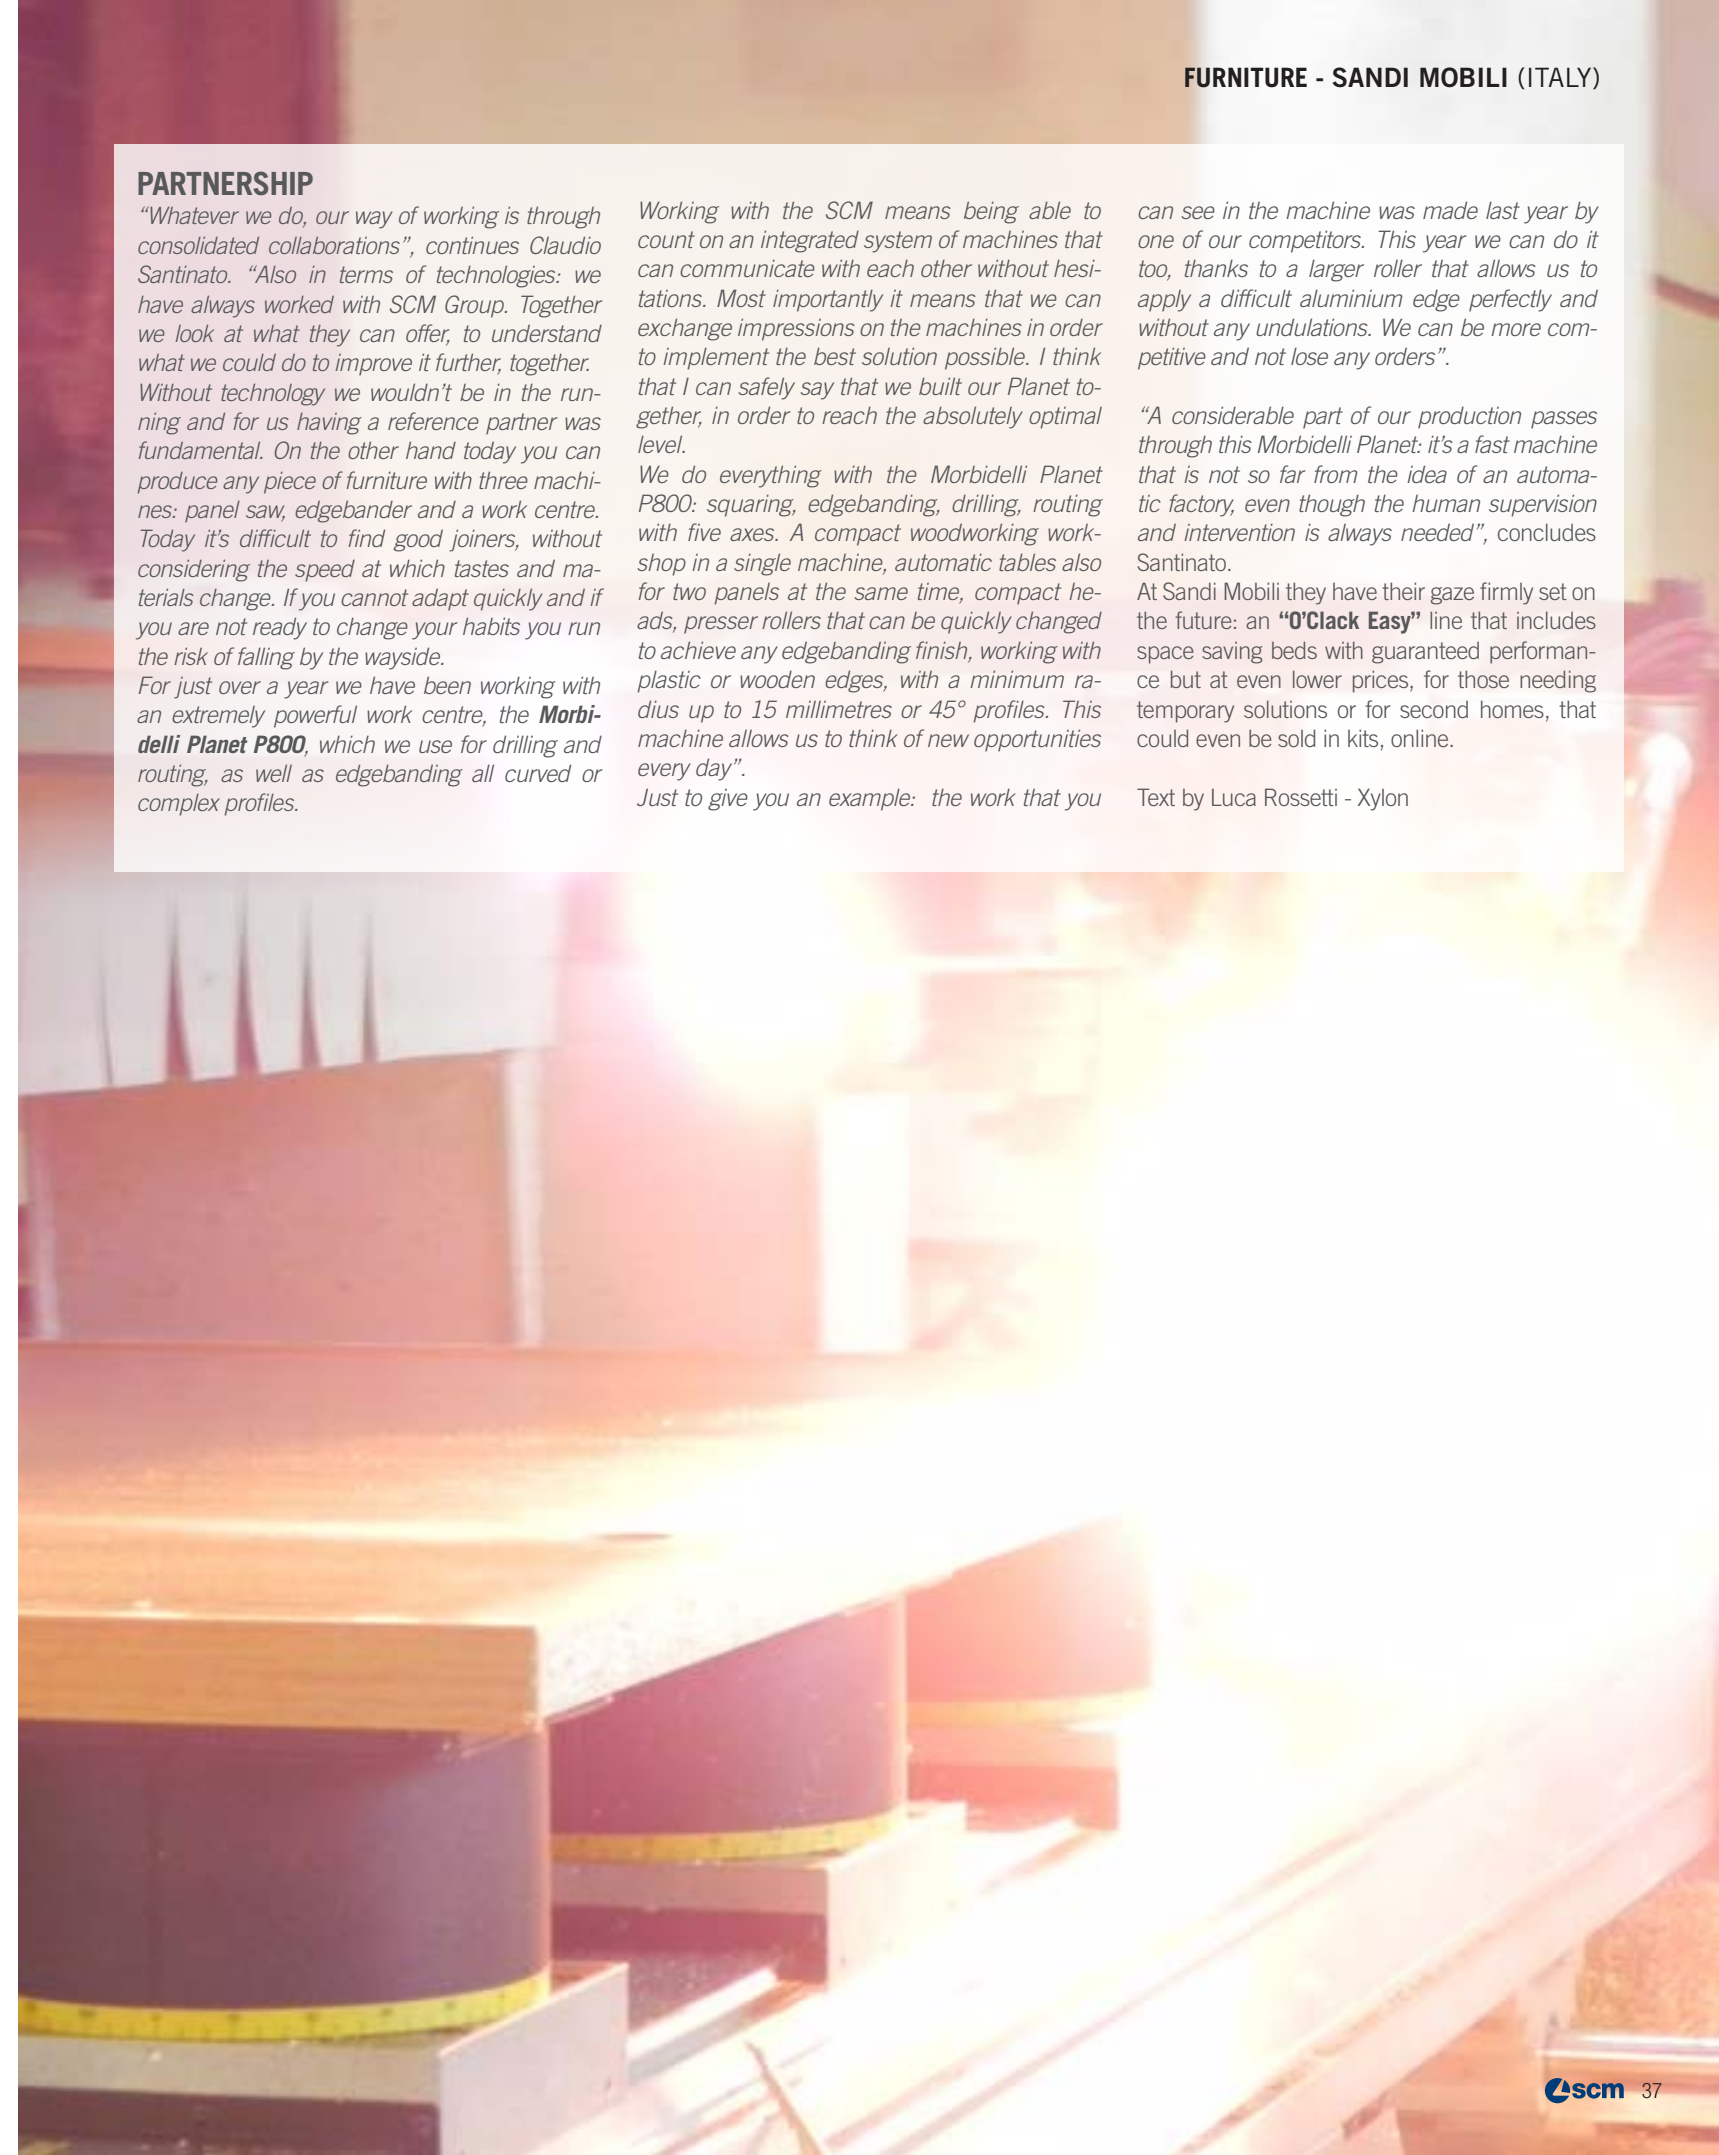 FURNITURE - SANDI MOBILI (ITALY)
PARTNERSHIP
“Whatever we do, our way of working is through
consolidated collaborations”, continues Claudio
Santinato. “Also in terms of technologies: we
have always worked with SCM Group. Together
we look at what they can offer, to understand
what we could do to improve it further, together.
Without technology we wouldn’t be in the run-
ning and for us having a reference partner was
fundamental. On the other hand today you can
produce any piece of furniture with three machi-
nes: panel saw, edgebander and a work centre.
Today it’s difficult to find good joiners, without
considering the speed at which tastes and ma-
terials change. If you cannot adapt quickly and if
you are not ready to change your habits you run
the risk of falling by the wayside.
For just over a year we have been working with
an extremely powerful work centre, the Morbi-
delli Planet P800, which we use for drilling and
routing, as well as edgebanding all curved or
complex profiles.
Working with the SCM means being able to
count on an integrated system of machines that
can communicate with each other without hesi-
tations. Most importantly it means that we can
exchange impressions on the machines in order
to implement the best solution possible. I think
that I can safely say that we built our Planet to-
gether, in order to reach the absolutely optimal
level.
We do everything with the Morbidelli Planet
P800: squaring, edgebanding, drilling, routing
with five axes. A compact woodworking work-
shop in a single machine, automatic tables also
for two panels at the same time, compact he-
ads, presser rollers that can be quickly changed
to achieve any edgebanding finish, working with
plastic or wooden edges, with a minimum ra-
dius up to 15 millimetres or 45° profiles. This
machine allows us to think of new opportunities
every day”.
Just to give you an example: the work that you
can see in the machine was made last year by
one of our competitors. This year we can do it
too, thanks to a larger roller that allows us to
apply a difficult aluminium edge perfectly and
without any undulations. We can be more com-
petitive and not lose any orders”.
“A considerable part of our production passes
through this Morbidelli Planet: it’s a fast machine
that is not so far from the idea of an automa-
tic factory, even though the human supervision
and intervention is always needed”, concludes
Santinato.
At Sandi Mobili they have their gaze firmly set on
the future: an “O’Clack Easy” line that includes
space saving beds with guaranteed performan-
ce but at even lower prices, for those needing
temporary solutions or for second homes, that
could even be sold in kits, online.
Text by Luca Rossetti - Xylon
scm 37